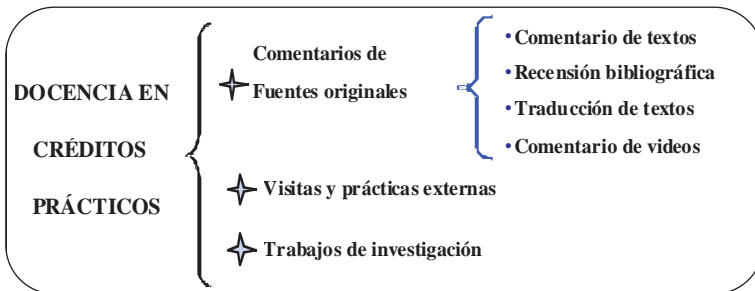 DOCENCIA EN
CRÉDITOS
PRÁCTICOS
Comentarios de
Fuentes originales
• Comentario de textos
• Recensión bibliográfica
• Traducción de textos
• Comentario de videos
Visitas y prácticas externas
Trabajos de investigación